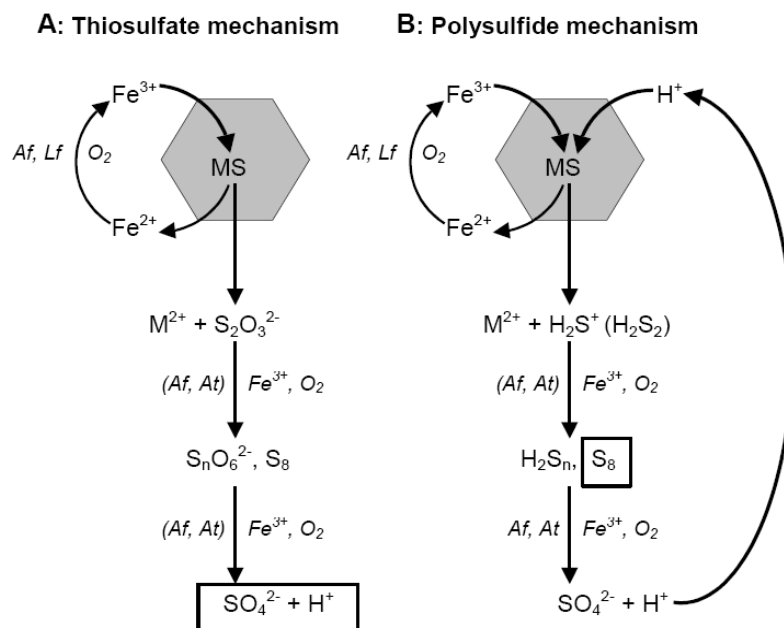 A: Thiosulfate mechanism
Fe³⁺
Af, Lf
O₂
MS
Fe²⁺
M²⁺ + S₂O₃²⁻
(Af, At) Fe³⁺, O₂
SₙO₆²⁻, S₈
(Af, At) Fe³⁺, O₂
SO₄²⁻ + H⁺
B: Polysulfide mechanism
Fe³⁺
H⁺
Af, Lf
O₂
MS
Fe²⁺
M²⁺ + H₂S⁺ (H₂S₂)
(Af, At) Fe³⁺, O₂
H₂Sₙ, S₈
Af, At Fe³⁺, O₂
SO₄²⁻ + H⁺